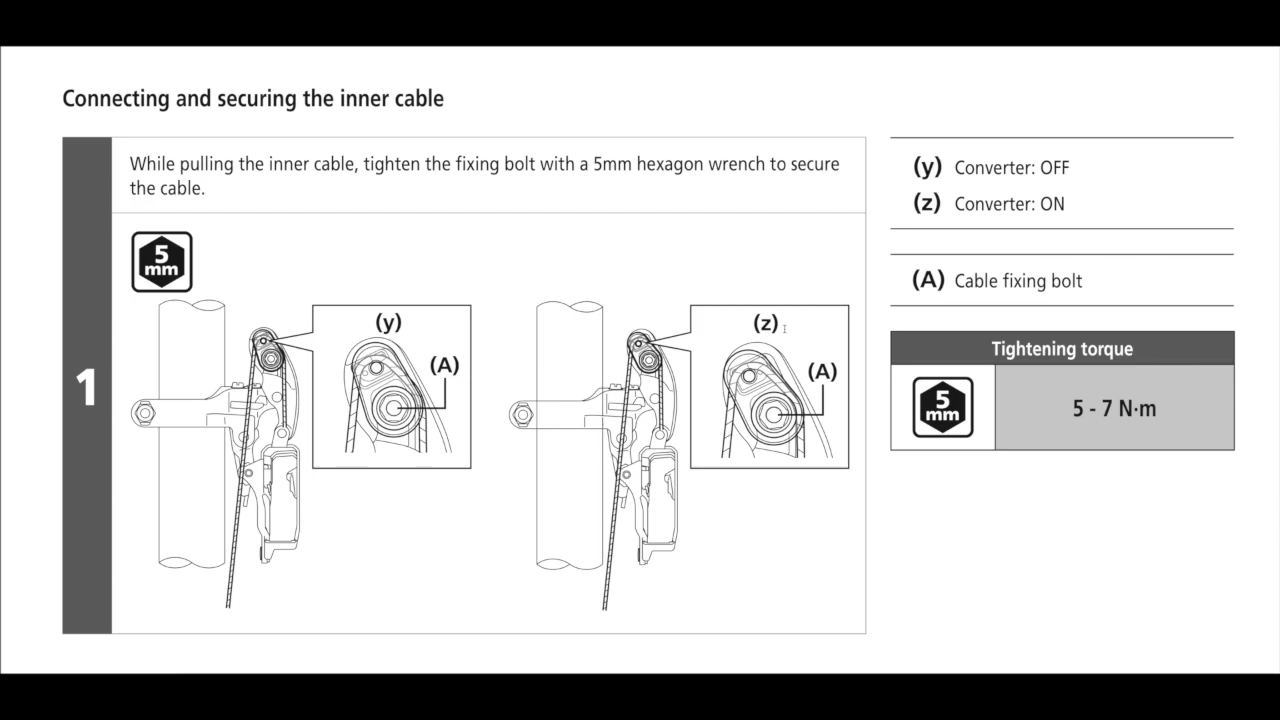 Connecting and securing the inner cable
1
While pulling the inner cable, tighten the fixing bolt with a 5mm hexagon wrench to secure
the cable.
5
mm
(y)
(A)
(z)
(A)
(y) Converter: OFF
(z) Converter: ON
(A) Cable fixing bolt
Tightening torque
5
mm
5 - 7 N·m